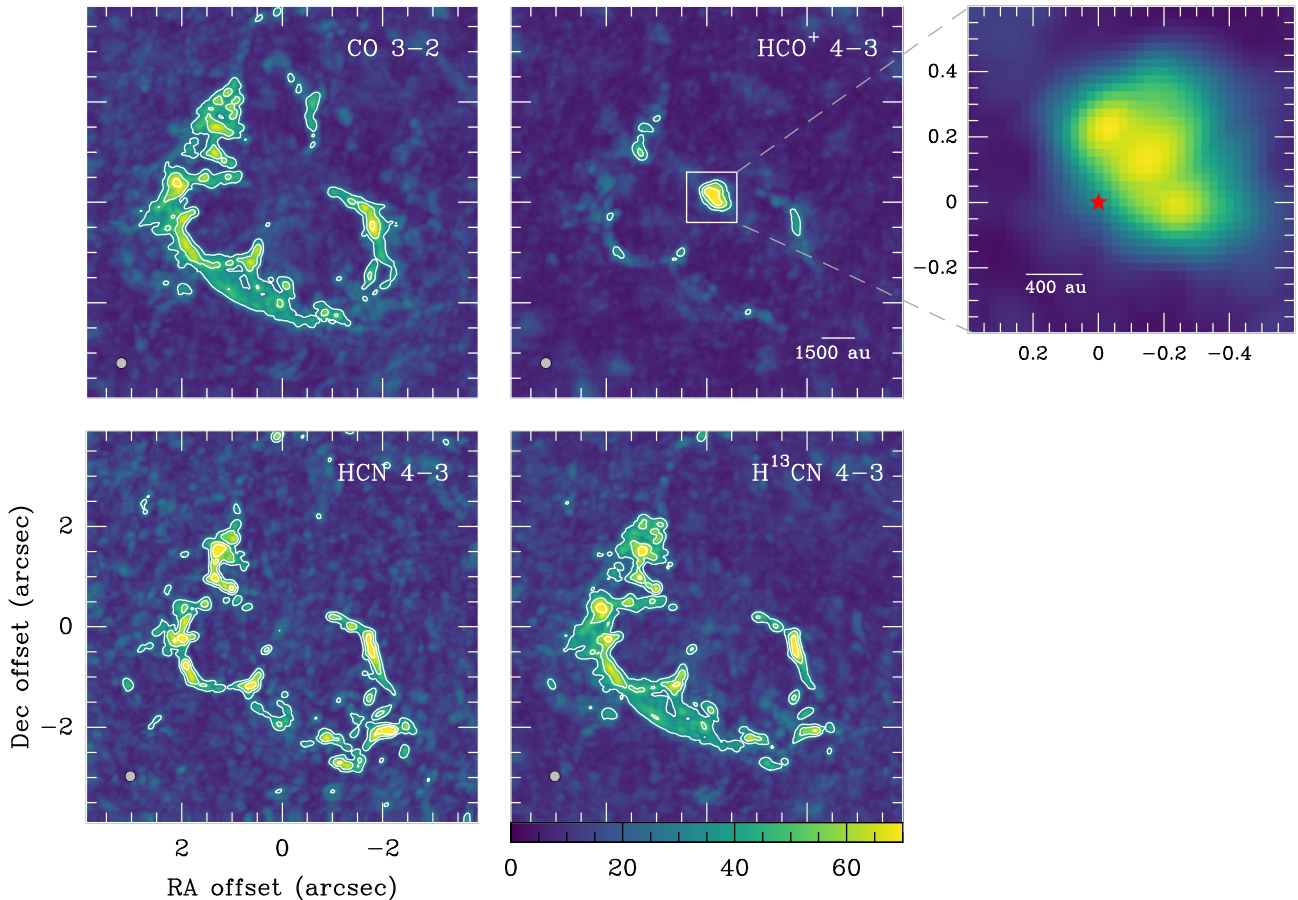 CO 3−2
HCO+ 4−3
1500 au
0.4
0.2
0
−0.2
400 au
0.2 0 −0.2 −0.4
HCN 4−3
H13CN 4−3
Dec offset (arcsec)
2
0
−2
2 0 −2
RA offset (arcsec)
0 20 40 60